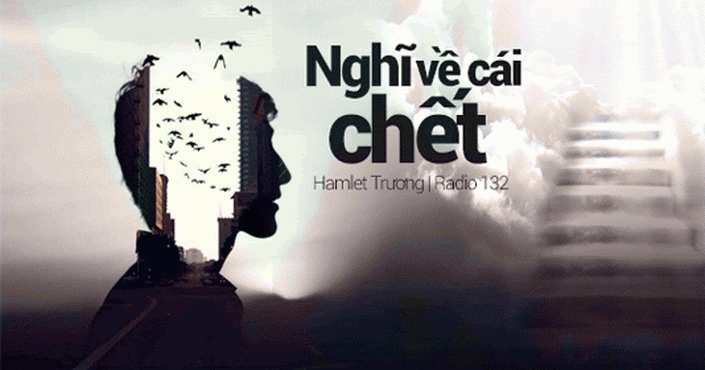 Nghĩ về cái
chết
Hamlet Trương | Radio 132